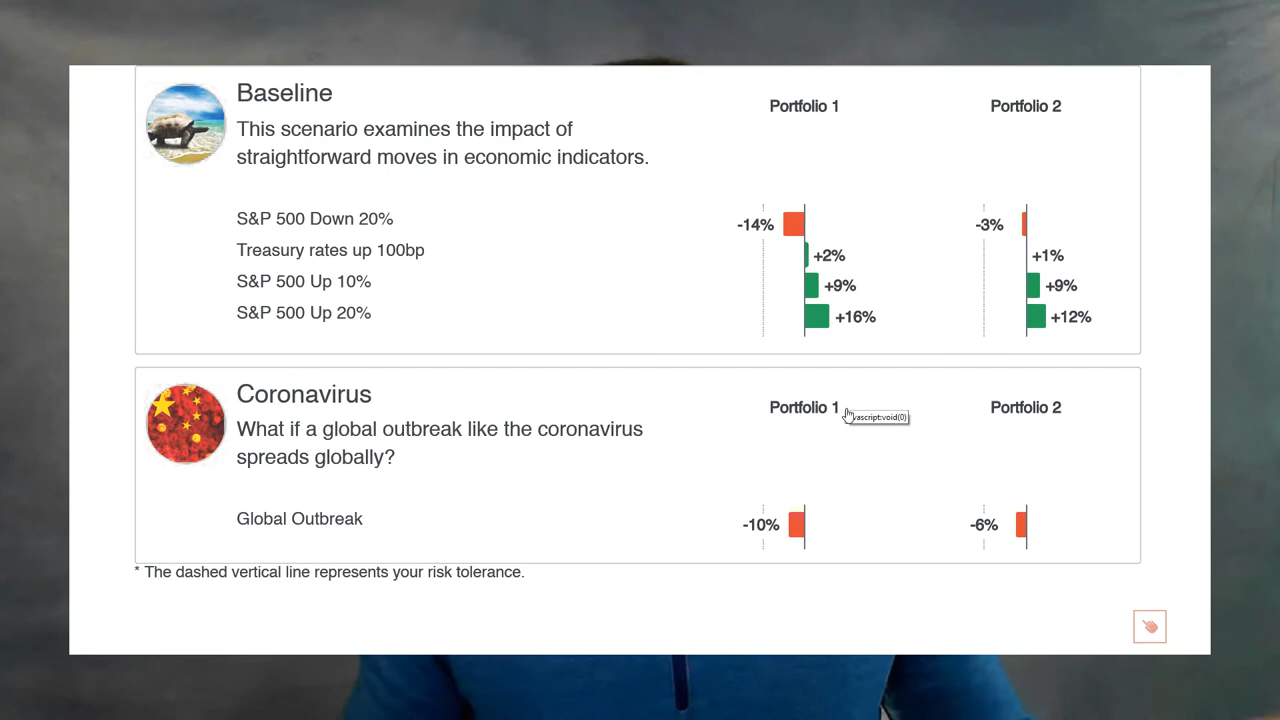 Baseline
Portfolio 1
Portfolio 2
This scenario examines the impact of
straightforward moves in economic indicators.
S&P 500 Down 20%
-14%
-3%
Treasury rates up 100bp
+2%
+1%
S&P 500 Up 10%
+9%
+9%
S&P 500 Up 20%
+16%
+12%
Coronavirus
Portfolio 1
Portfolio 2
vascript:void(0)
What if a global outbreak like the coronavirus
spreads globally?
Global Outbreak
-10%
-6%
* The dashed vertical line represents your risk tolerance.